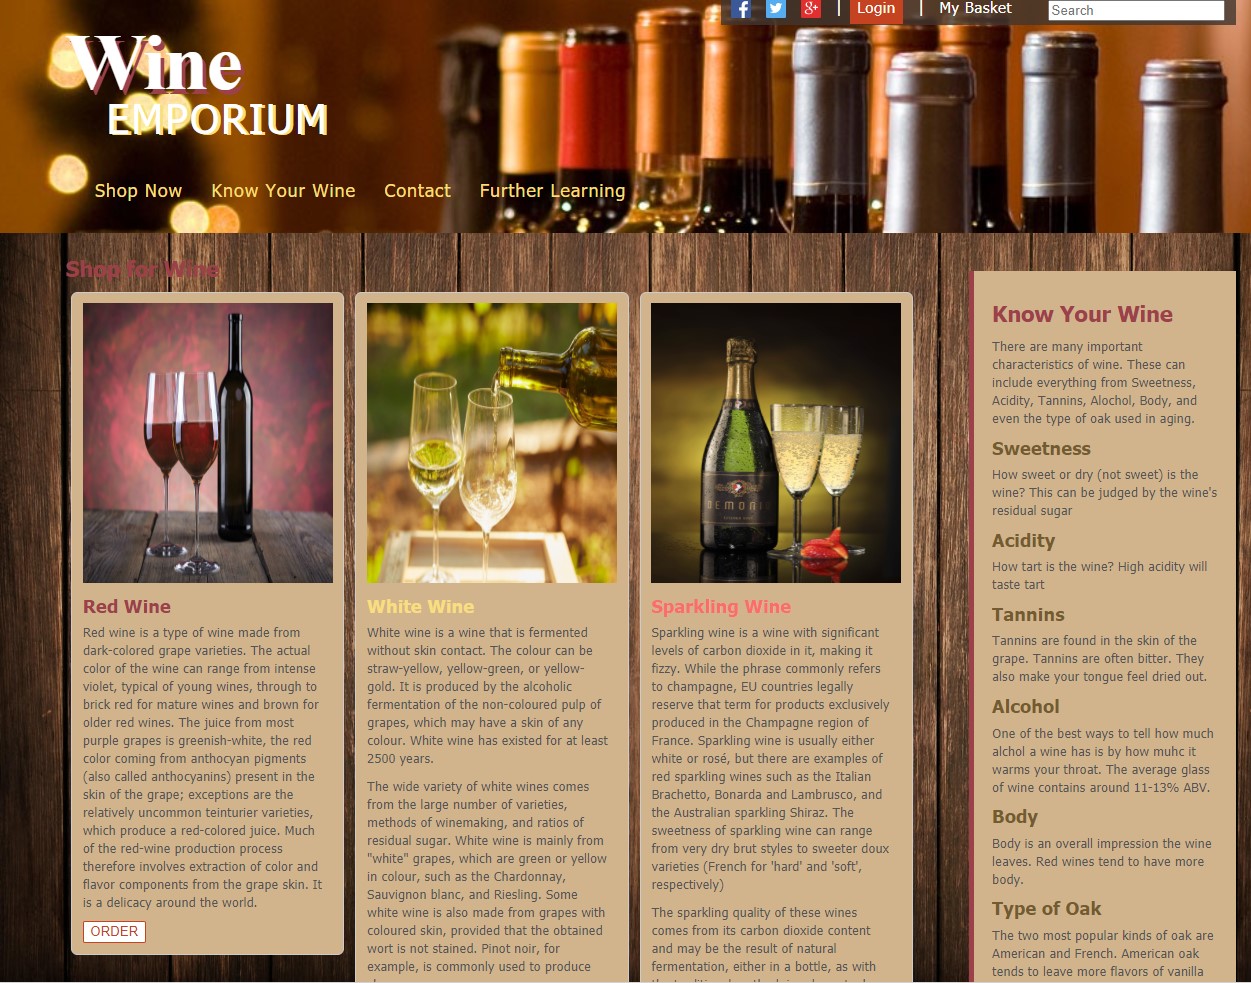 Login
My Basket
Search
Wine
EMPORIUM
Shop Now
Know Your Wine
Contact
Further Learning
Shop for Wine
Red Wine
Red wine is a type of wine made from
dark-colored grape varieties. The actual
color of the wine can range from intense
violet, typical of young wines, through to
brick red for mature wines and brown for
older red wines. The juice from most
purple grapes is greenish-white, the red
color coming from anthocyan pigments
(also called anthocyanins) present in the
skin of the grape; exceptions are the
relatively uncommon teinturier varieties,
which produce a red-colored juice. Much
of the red-wine production process
therefore involves extraction of color and
flavor components from the grape skin. It
is a delicacy around the world.
ORDER
White Wine
White wine is a wine that is fermented
without skin contact. The colour can be
straw-yellow, yellow-green, or yellow-
gold. It is produced by the alcoholic
fermentation of the non-coloured pulp of
grapes, which may have a skin of any
colour. White wine has existed for at least
2500 years.
The wide variety of white wines comes
from the large number of varieties,
methods of winemaking, and ratios of
residual sugar. White wine is mainly from
"white" grapes, which are green or yellow
in colour, such as the Chardonnay,
Sauvignon blanc, and Riesling. Some
white wine is also made from grapes with
coloured skin, provided that the obtained
wort is not stained. Pinot noir, for
example, is commonly used to produce
DEMONIO
Sparkling Wine
Sparkling wine is a wine with significant
levels of carbon dioxide in it, making it
fizzy. While the phrase commonly refers
to champagne, EU countries legally
reserve that term for products exclusively
produced in the Champagne region of
France. Sparkling wine is usually either
white or rosé, but there are examples of
red sparkling wines such as the Italian
Brachetto, Bonarda and Lambrusco, and
the Australian sparkling Shiraz. The
sweetness of sparkling wine can range
from very dry brut styles to sweeter doux
varieties (French for 'hard' and 'soft',
respectively)
The sparkling quality of these wines
comes from its carbon dioxide content
and may be the result of natural
fermentation, either in a bottle, as with
Know Your Wine
There are many important
characteristics of wine. These can
include everything from Sweetness,
Acidity, Tannins, Alochol, Body, and
even the type of oak used in aging.
Sweetness
How sweet or dry (not sweet) is the
wine? This can be judged by the wine's
residual sugar
Acidity
How tart is the wine? High acidity will
taste tart
Tannins
Tannins are found in the skin of the
grape. Tannins are often bitter. They
also make your tongue feel dried out.
Alcohol
One of the best ways to tell how much
alchol a wine has is by how muhc it
warms your throat. The average glass
of wine contains around 11-13% ABV.
Body
Body is an overall impression the wine
leaves. Red wines tend to have more
body.
Type of Oak
The two most popular kinds of oak are
American and French. American oak
tends to leave more flavors of vanilla